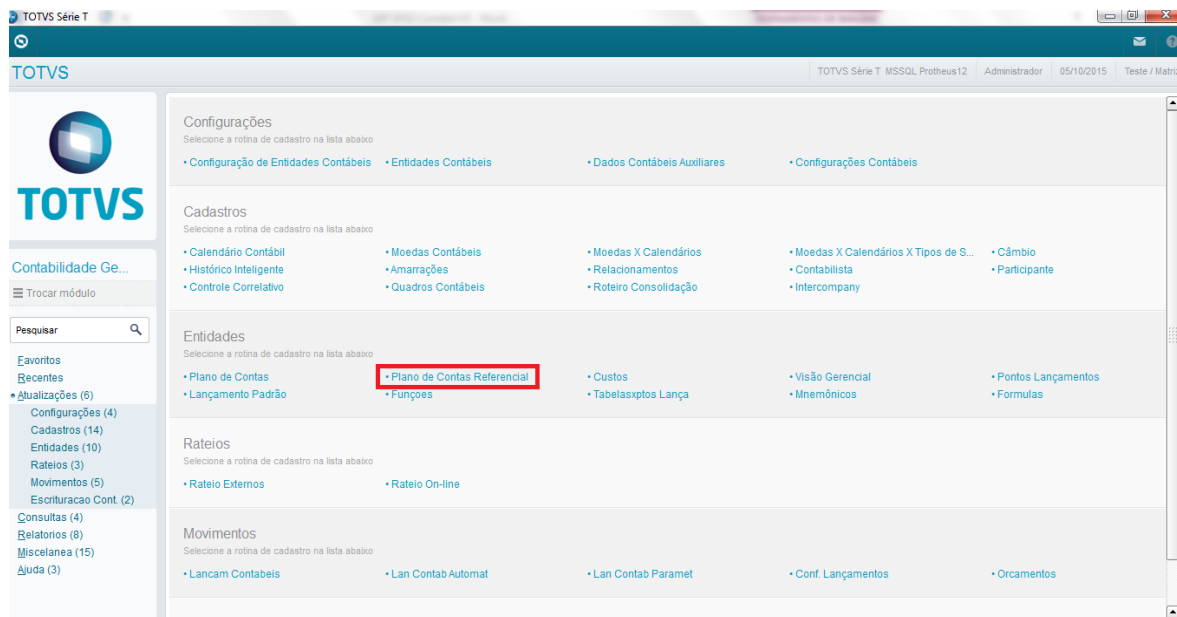 TOTVS Série T
TOTVS
TOTVS Série T MSSQL Protheus12 Administrador 05/10/2015 Teste / Matriz
TOTVS
Contabilidade Ge...
Trocar módulo
Pesquisar
Favoritos
Recentes
Atualizações (6)
Configurações (4)
Cadastros (14)
Entidades (10)
Rateios (3)
Movimentos (5)
Escrituracao Cont. (2)
Consultas (4)
Relatorios (8)
Miscelanea (15)
Ajuda (3)
Configurações
Selecione a rotina de cadastro na lista abaixo
• Configuração de Entidades Contábeis • Entidades Contábeis • Dados Contábeis Auxiliares • Configurações Contábeis
Cadastros
Selecione a rotina de cadastro na lista abaixo
• Calendário Contábil • Moedas Contábeis • Moedas X Calendários • Moedas X Calendários X Tipos de S... • Câmbio
• Histórico Inteligente • Amarrações • Relacionamentos • Contabilista • Participante
• Controle Correlativo • Quadros Contábeis • Roteiro Consolidação • Intercompany
Entidades
Selecione a rotina de cadastro na lista abaixo
• Plano de Contas • Plano de Contas Referencial • Custos • Visão Gerencial • Pontos Lançamentos
• Lançamento Padrão • Funçoes • Tabelasxptos Lança • Mnemônicos • Formulas
Rateios
Selecione a rotina de cadastro na lista abaixo
• Rateio Externos • Rateio On-line
Movimentos
Selecione a rotina de cadastro na lista abaixo
• Lancam Contabeis • Lan Contab Automat • Lan Contab Paramet • Conf. Lançamentos • Orcamentos